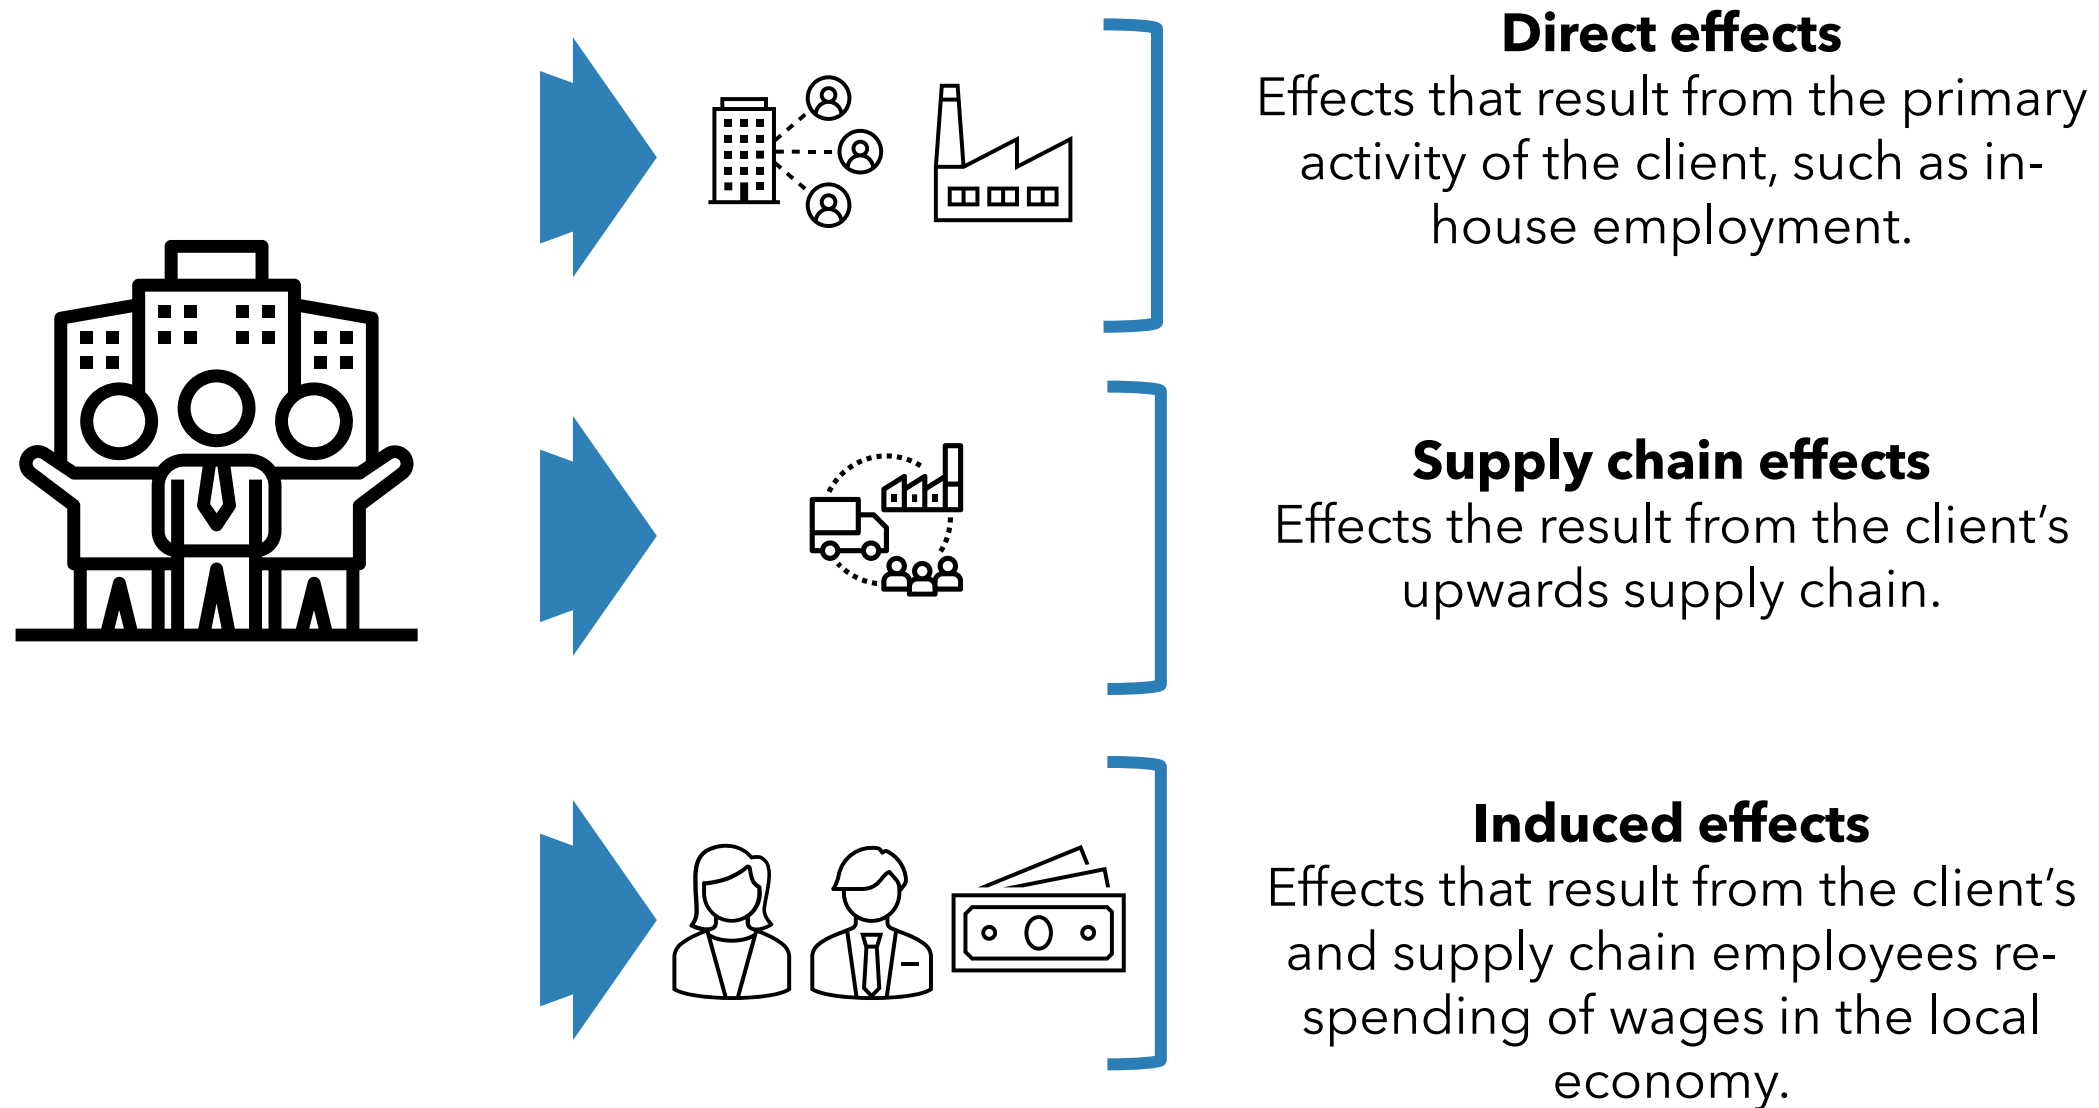 Direct effects
Effects that result from the primary
activity of the client, such as in-
house employment.
Supply chain effects
Effects the result from the client’s
upwards supply chain.
Induced effects
Effects that result from the client’s
and supply chain employees re-
spending of wages in the local
economy.